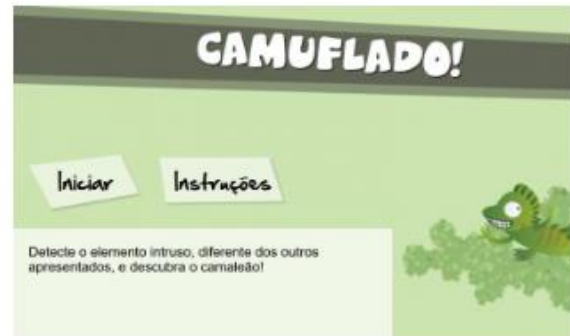 CAMUFLADO!
Iniciar
Instruções
Detecte o elemento intruso, diferente dos outros
apresentados, e descubra o camaleão!